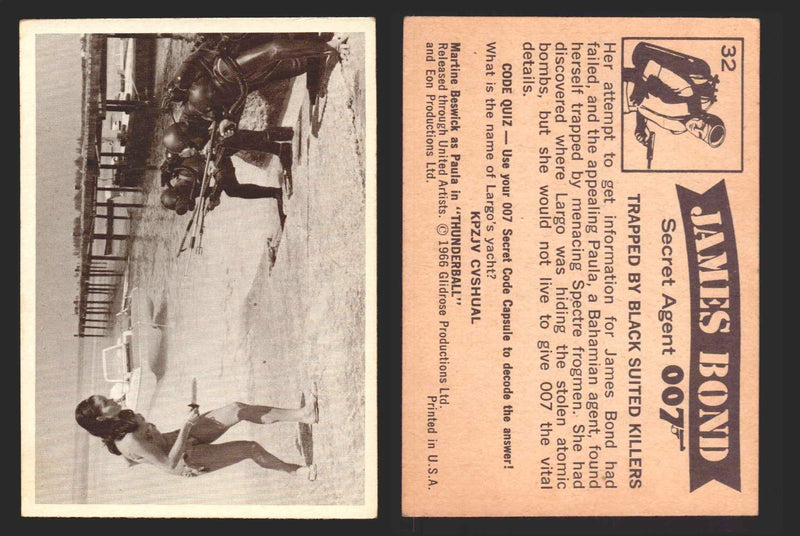 32
JAMES BOND
Secret Agent 007
TRAPPED BY BLACK SUITED KILLERS
Her attempt to get information for James Bond had
failed, and the appealing Paula, a Bahamian agent, found
herself trapped by menacing Spectre frogmen. She had
discovered where Largo was hiding the stolen atomic
bombs, but she would not live to give 007 the vital
details.
CODE QUIZ — Use your 007 Secret Code Capsule to decode the answer!
What is the name of Largo's yacht?
KPZJV CVSHUAL
Martine Beswick as Paula in "THUNDERBALL"
Released through United Artists. © 1966 Glidrose Productions Ltd.
and Eon Productions Ltd. Printed in U.S.A.